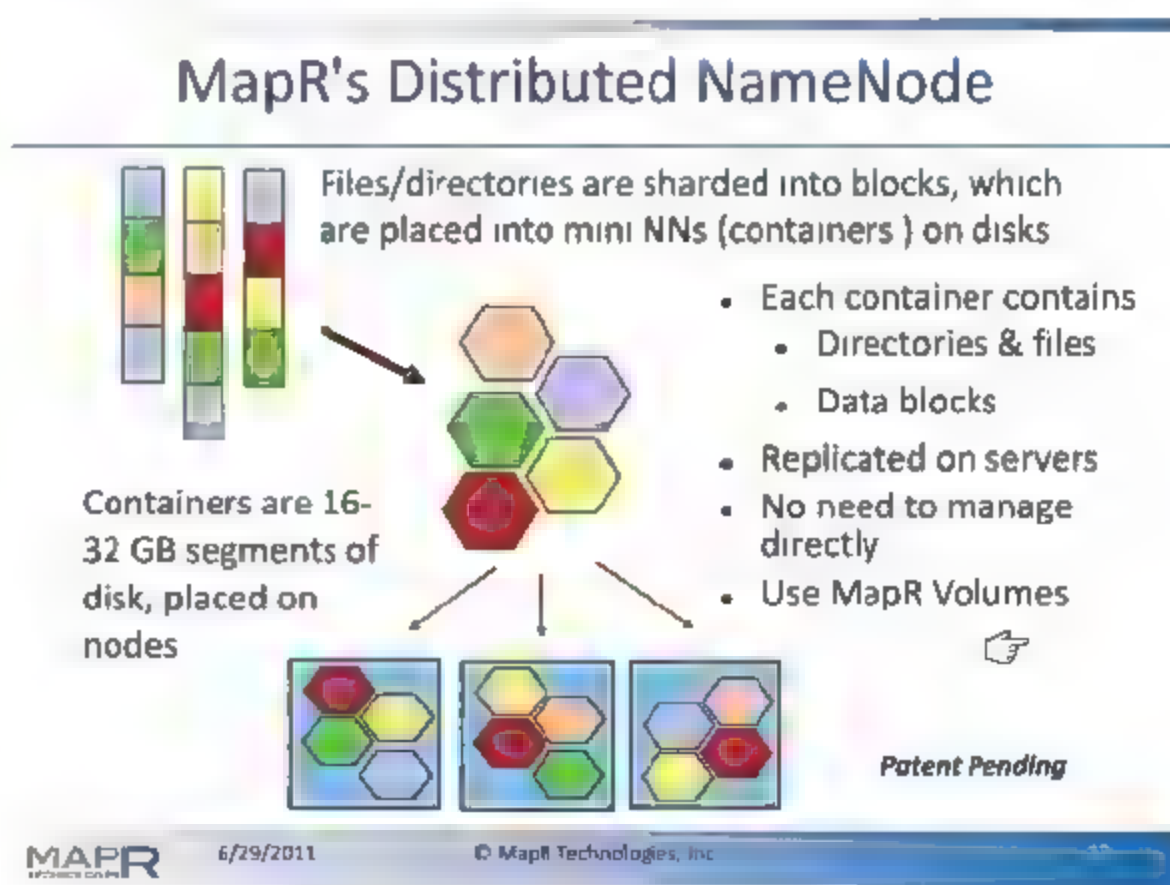 MapR's Distributed NameNode
Files/directories are sharded into blocks, which
are placed into mini NNs (containers ) on disks
• Each container contains
• Directories & files
• Data blocks
• Replicated on servers
• No need to manage
directly
• Use MapR Volumes
Containers are 16-
32 GB segments of
disk, placed on
nodes
Patent Pending
MAPR
TECHNOLOGIES
6/29/2011
© MapR Technologies, Inc